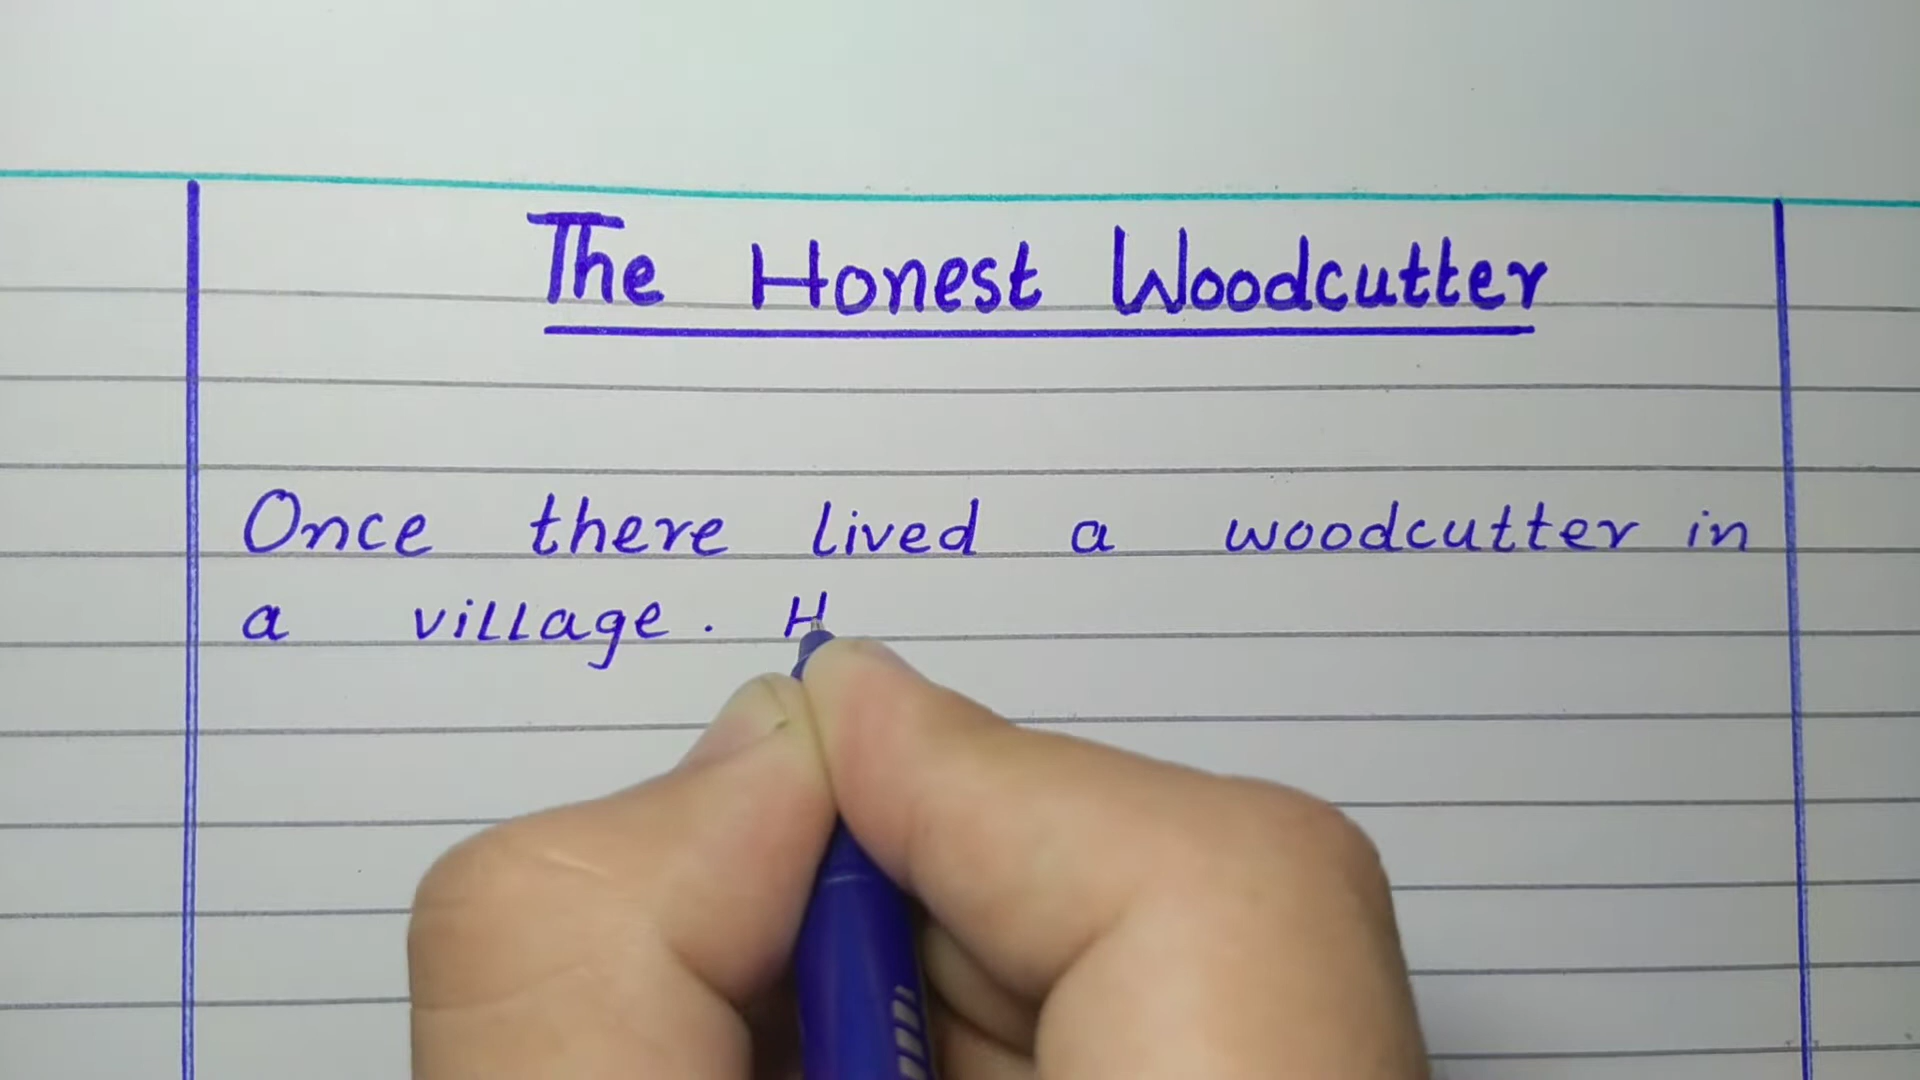 The Honest Woodcutter
Once there lived a woodcutter in
a village. H